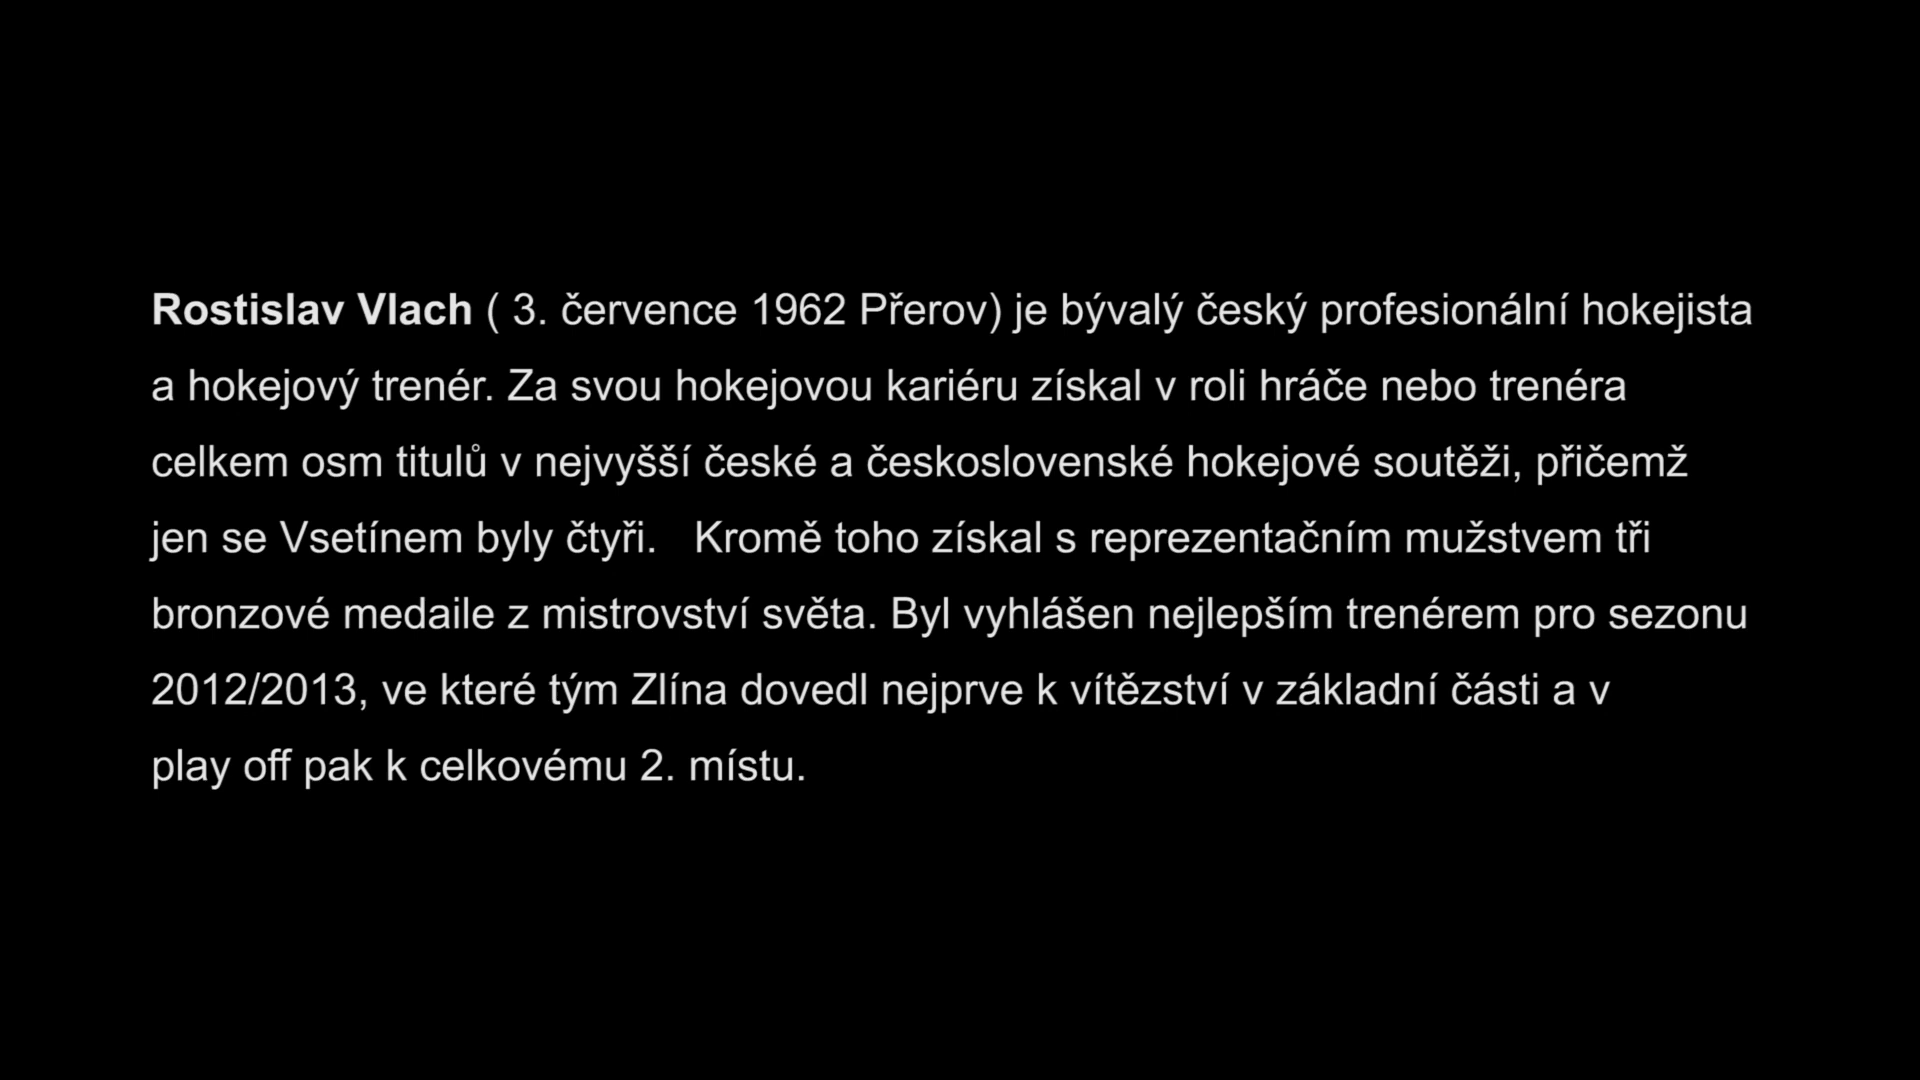 Rostislav Vlach ( 3. července 1962 Přerov) je bývalý český profesionální hokejista
a hokejový trenér. Za svou hokejovou kariéru získal v roli hráče nebo trenéra
celkem osm titulů v nejvyšší české a československé hokejové soutěži, přičemž
jen se Vsetínem byly čtyři.   Kromě toho získal s reprezentačním mužstvem tři
bronzové medaile z mistrovství světa. Byl vyhlášen nejlepším trenérem pro sezonu
2012/2013, ve které tým Zlína dovedl nejprve k vítězství v základní části a v
play off pak k celkovému 2. místu.